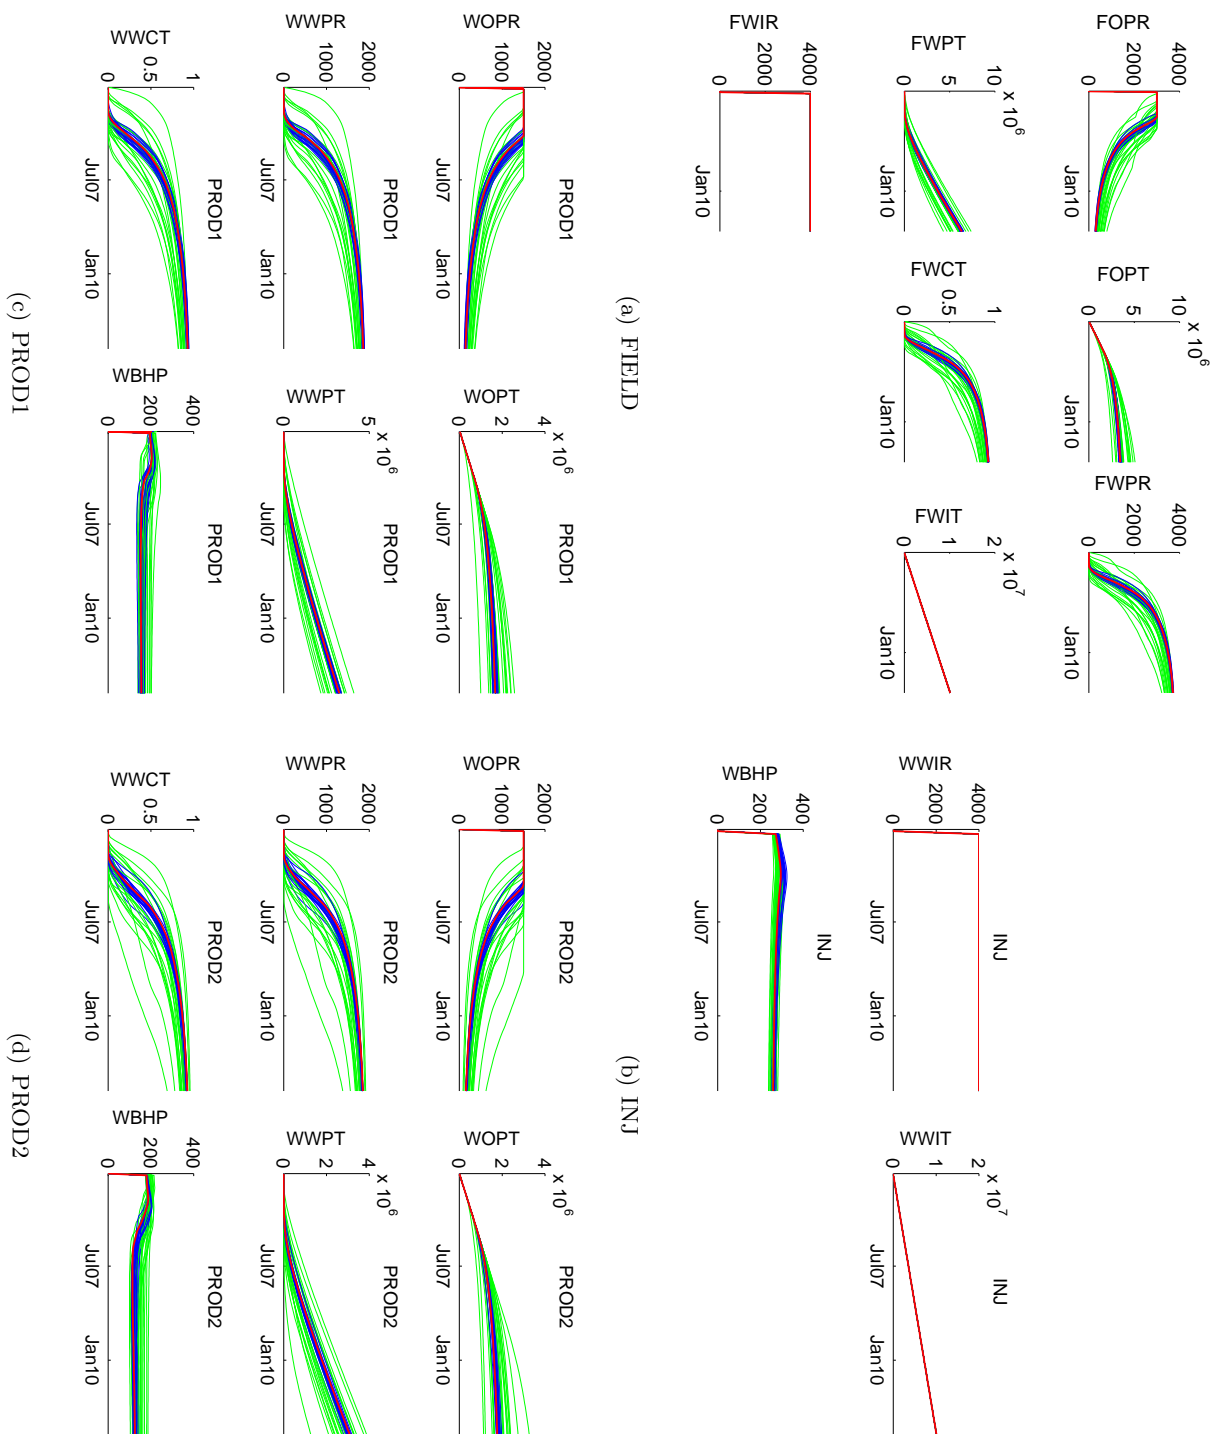 FOPR
4000
2000
0
Jan10
x 10^6
FOPT
10
5
0
Jan10
FWPR
4000
2000
0
Jan10
x 10^6
FWPT
10
5
0
Jan10
FWCT
1
0.5
0
Jan10
x 10^7
FWIT
2
1
0
Jan10
FWIR
4000
2000
0
Jan10
(a) FIELD
INJ
WWIR
4000
2000
0
Jul07 Jan10
x 10^7
INJ
WWIT
2
1
0
Jul07 Jan10
INJ
WBHP
400
200
0
Jul07 Jan10
(b) INJ
PROD1
WOPR
2000
1000
0
Jul07 Jan10
x 10^6
PROD1
WOPT
4
2
0
Jul07 Jan10
PROD1
WWPR
2000
1000
0
Jul07 Jan10
x 10^6
PROD1
WWPT
5
0
Jul07 Jan10
PROD1
WWCT
1
0.5
0
Jul07 Jan10
PROD1
WBHP
400
200
0
Jul07 Jan10
(c) PROD1
PROD2
WOPR
2000
1000
0
Jul07 Jan10
x 10^6
PROD2
WOPT
4
2
0
Jul07 Jan10
PROD2
WWPR
2000
1000
0
Jul07 Jan10
x 10^6
PROD2
WWPT
4
2
0
Jul07 Jan10
PROD2
WWCT
1
0.5
0
Jul07 Jan10
PROD2
WBHP
400
200
0
Jul07 Jan10
(d) PROD2